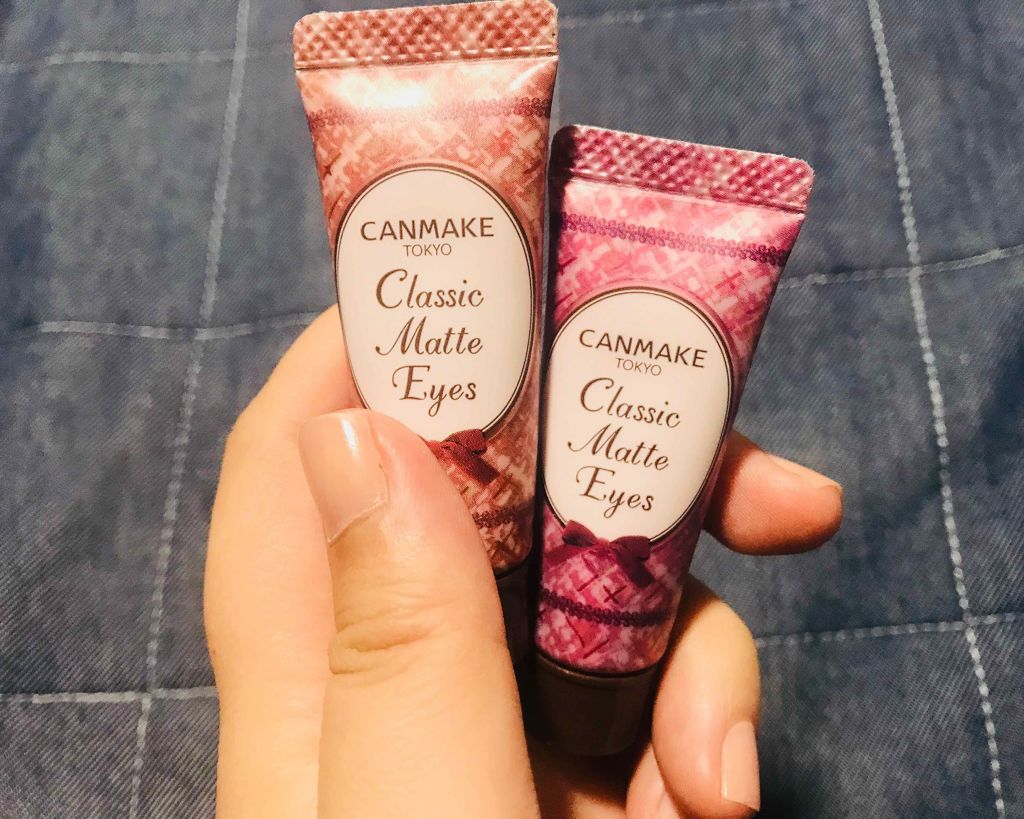 CANMAKE
TOKYO
Classic
Matte
Eyes
CANMAKE
TOKYO
Classic
Matte
Eyes